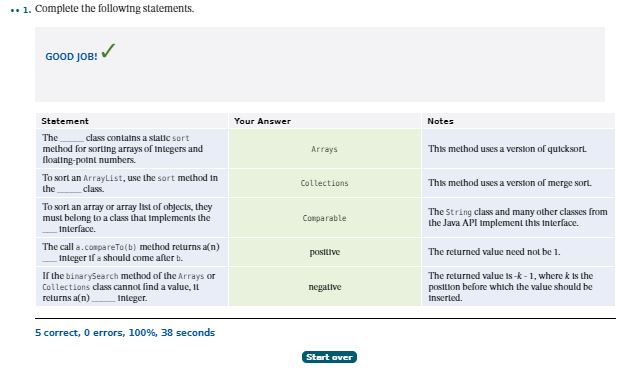 •• 1. Complete the following statements.
GOOD JOB! ✓
Statement Your Answer Notes
The _____ class contains a static sort
method for sorting arrays of integers and
floating-point numbers.
Arrays
This method uses a version of quicksort.
To sort an ArrayList, use the sort method in
the _____ class.
Collections
This method uses a version of merge sort.
To sort an array or array list of objects, they
must belong to a class that implements the
___ interface.
Comparable
The String class and many other classes from
the Java API implement this interface.
The call a.compareTo(b) method returns a(n)
___ integer if a should come after b.
positive
The returned value need not be 1.
If the binarySearch method of the Arrays or
Collections class cannot find a value, it
returns a(n) _____ integer.
negative
The returned value is -k - 1, where k is the
position before which the value should be
inserted.
5 correct, 0 errors, 100%, 38 seconds
Start over